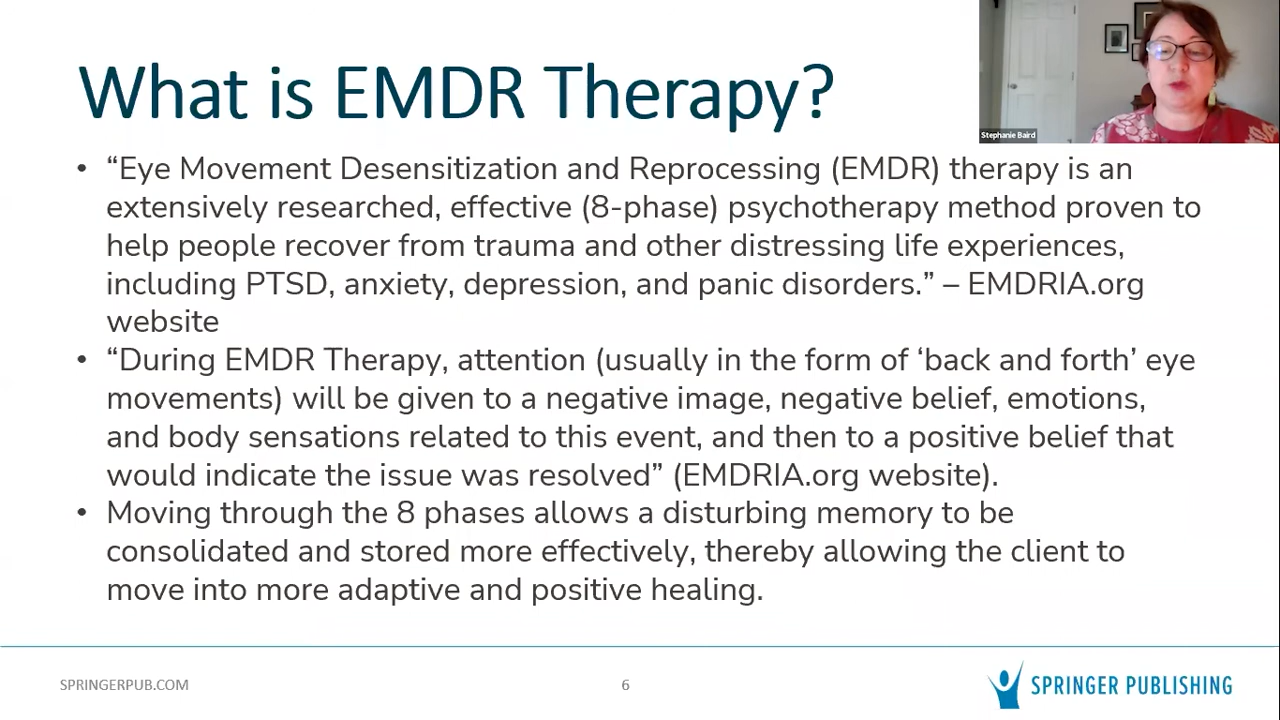 What is EMDR Therapy?
Stephanie Baird
• “Eye Movement Desensitization and Reprocessing (EMDR) therapy is an
extensively researched, effective (8-phase) psychotherapy method proven to
help people recover from trauma and other distressing life experiences,
including PTSD, anxiety, depression, and panic disorders.” – EMDRIA.org
website
• “During EMDR Therapy, attention (usually in the form of ‘back and forth’ eye
movements) will be given to a negative image, negative belief, emotions,
and body sensations related to this event, and then to a positive belief that
would indicate the issue was resolved” (EMDRIA.org website).
• Moving through the 8 phases allows a disturbing memory to be
consolidated and stored more effectively, thereby allowing the client to
move into more adaptive and positive healing.
SPRINGERPUB.COM
6
SPRINGER PUBLISHING